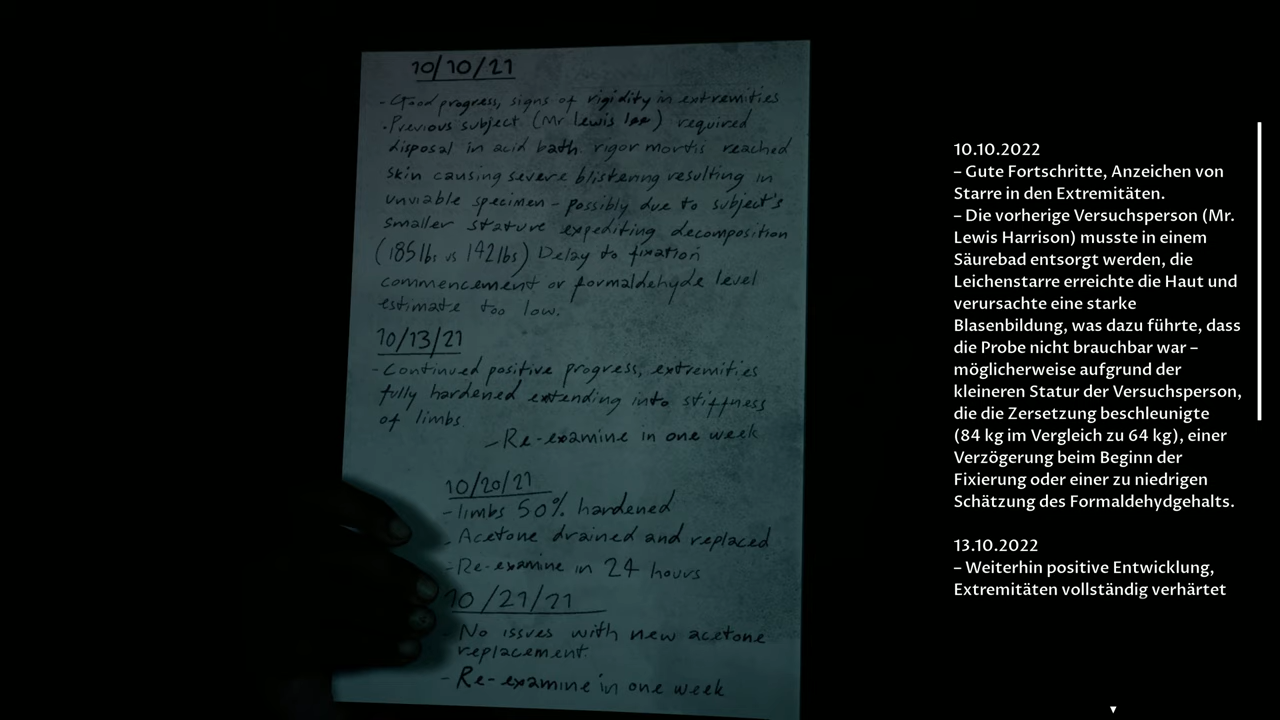 10/10/21
- Good progress, signs of rigidity in extremities
- Previous subject (Mr lewis lee) required
disposal in acid bath rigor mortis reached
skin causing severe blistering resulting in
unviable specimen - possibly due to subject's
smaller stature expediting decomposition
(185lbs vs 142lbs) Delay to fixation
commencement or formaldehyde level
estimate too low.
10/13/21
- Continued positive progress, extremities
fully hardened extending into stiffness
of limbs
- Re-examine in one week
10/20/21
- limbs 50% hardened
- Acetone drained and replaced
- Re-examine in 24 hours
10/21/21
- No issues with new acetone
replacement
- Re-examine in one week
10.10.2022
– Gute Fortschritte, Anzeichen von
Starre in den Extremitäten.
– Die vorherige Versuchsperson (Mr.
Lewis Harrison) musste in einem
Säurebad entsorgt werden, die
Leichenstarre erreichte die Haut und
verursachte eine starke
Blasenbildung, was dazu führte, dass
die Probe nicht brauchbar war –
möglicherweise aufgrund der
kleineren Statur der Versuchsperson,
die die Zersetzung beschleunigte
(84 kg im Vergleich zu 64 kg), einer
Verzögerung beim Beginn der
Fixierung oder einer zu niedrigen
Schätzung des Formaldehydgehalts.
13.10.2022
– Weiterhin positive Entwicklung,
Extremitäten vollständig verhärtet